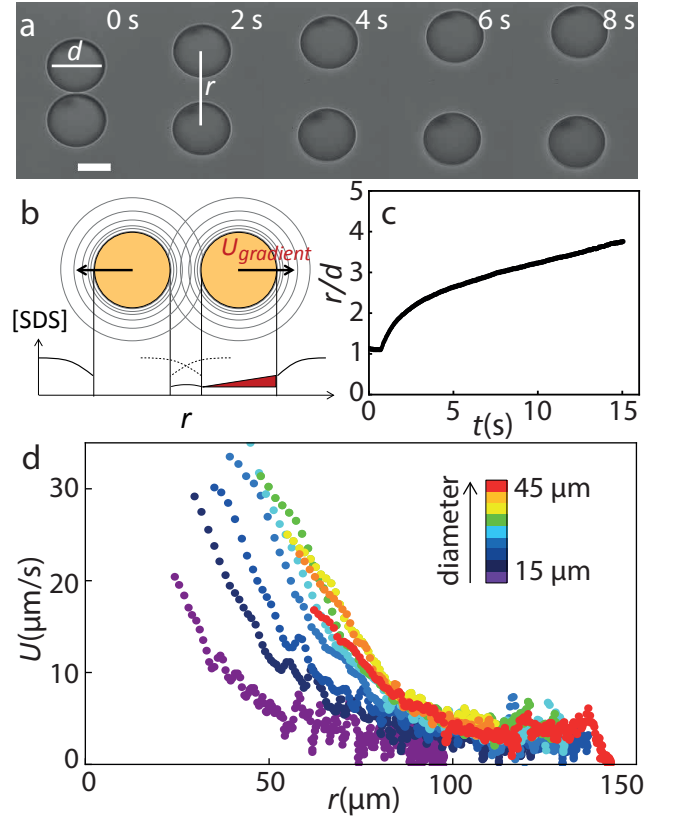 a 0 s 2 s 4 s 6 s 8 s
d
r
b
U gradient
[SDS]
r
c
5
4
3
2
1
0
r/d
0 5 10 15
t(s)
d
30
20
10
0
U(μm/s)
diameter
45 μm
15 μm
0 50 100 150
r(μm)